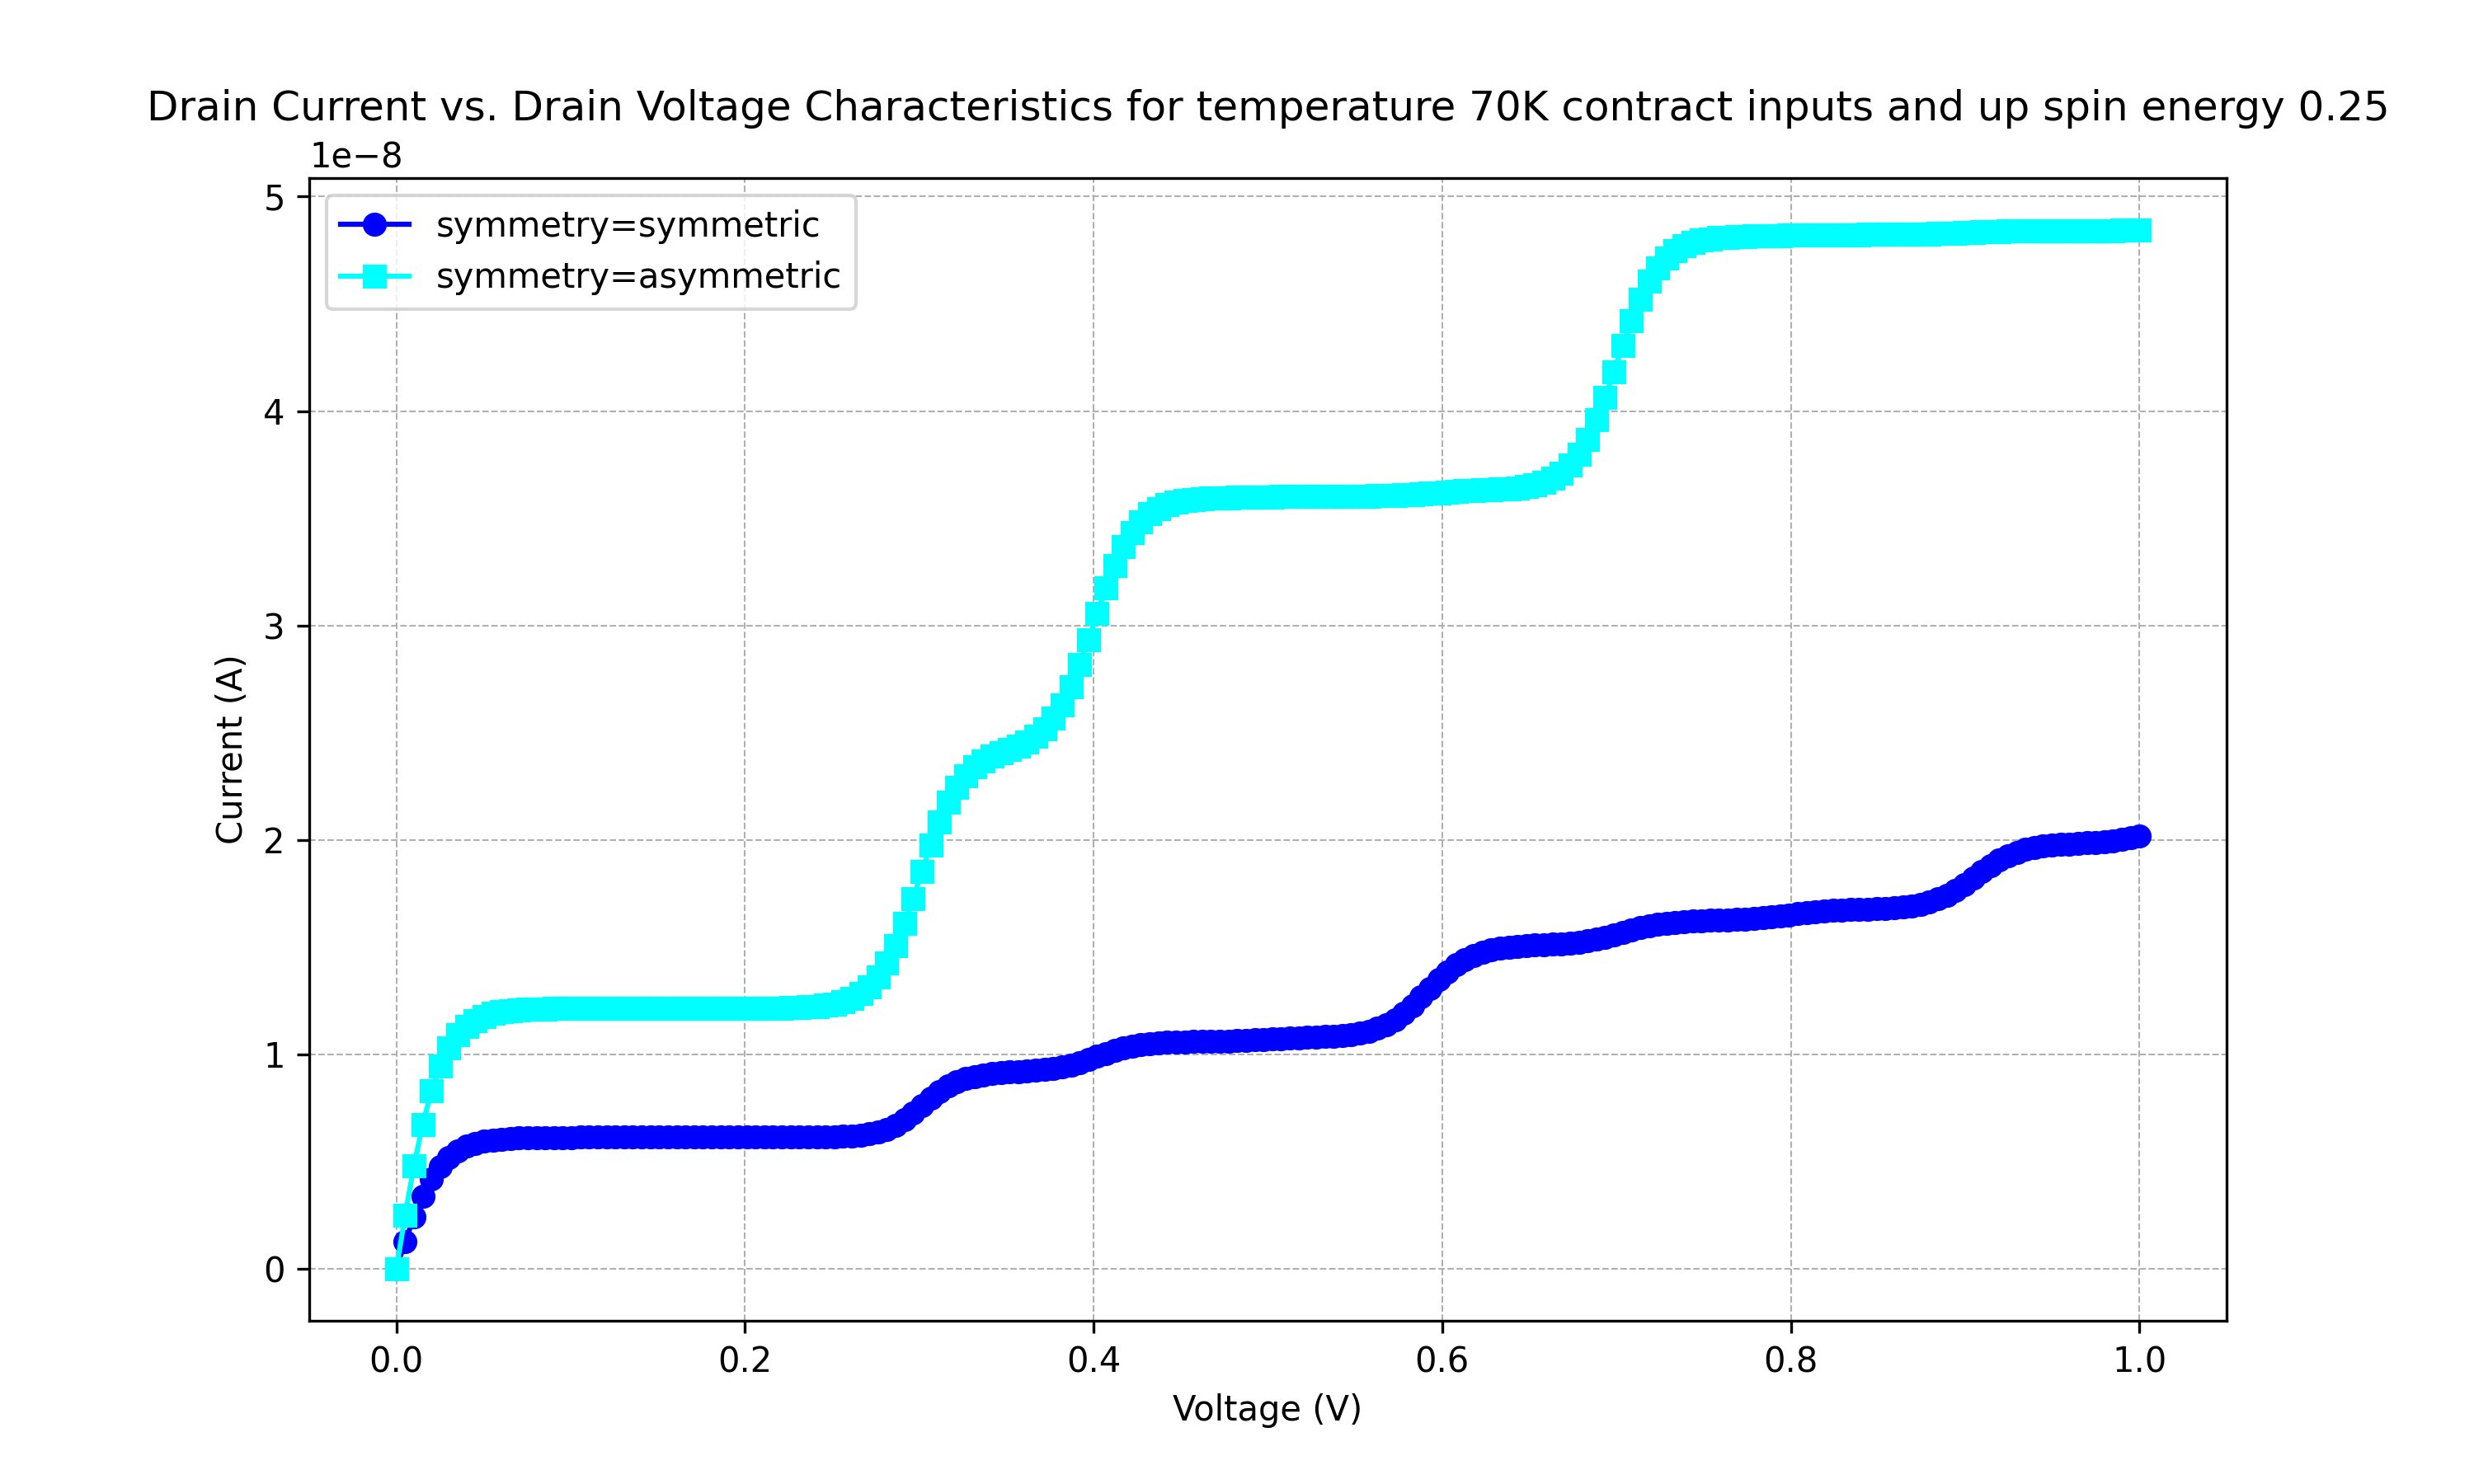 Drain Current vs. Drain Voltage Characteristics for temperature 70K contract inputs and up spin energy 0.25
1e−8
5
symmetry=symmetric
symmetry=asymmetric
4
3
Current (A)
2
1
0
0.0 0.2 0.4 0.6 0.8 1.0
Voltage (V)